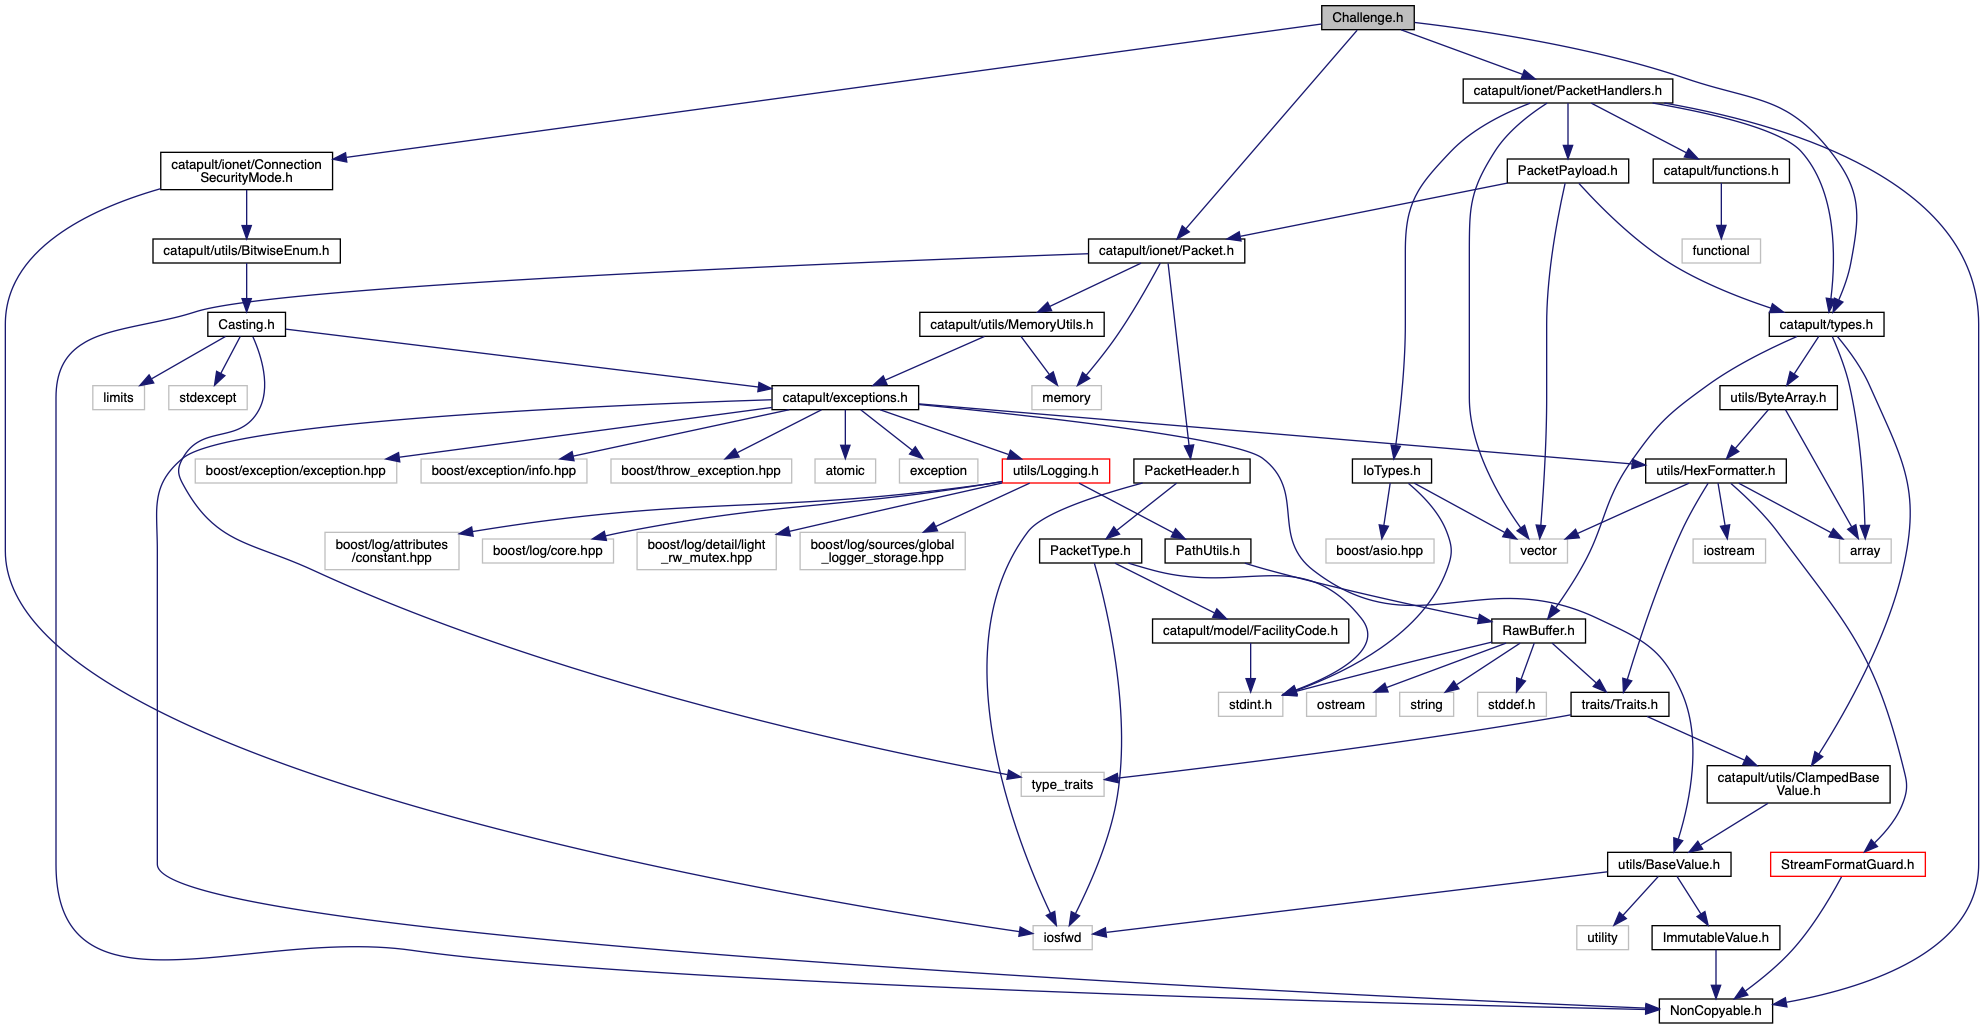 Challenge.h
catapult/ionet/PacketHandlers.h
catapult/ionet/Connection
SecurityMode.h
PacketPayload.h
catapult/functions.h
catapult/utils/BitwiseEnum.h
catapult/ionet/Packet.h
functional
Casting.h
catapult/utils/MemoryUtils.h
catapult/types.h
limits
stdexcept
catapult/exceptions.h
memory
utils/ByteArray.h
boost/exception/exception.hpp
boost/exception/info.hpp
boost/throw_exception.hpp
atomic
exception
utils/Logging.h
PacketHeader.h
IoTypes.h
utils/HexFormatter.h
boost/log/attributes
/constant.hpp
boost/log/core.hpp
boost/log/detail/light
_rw_mutex.hpp
boost/log/sources/global
_logger_storage.hpp
PacketType.h
PathUtils.h
boost/asio.hpp
vector
iostream
array
catapult/model/FacilityCode.h
RawBuffer.h
stdint.h
ostream
string
stddef.h
traits/Traits.h
type_traits
catapult/utils/ClampedBase
Value.h
utils/BaseValue.h
StreamFormatGuard.h
iosfwd
utility
ImmutableValue.h
NonCopyable.h